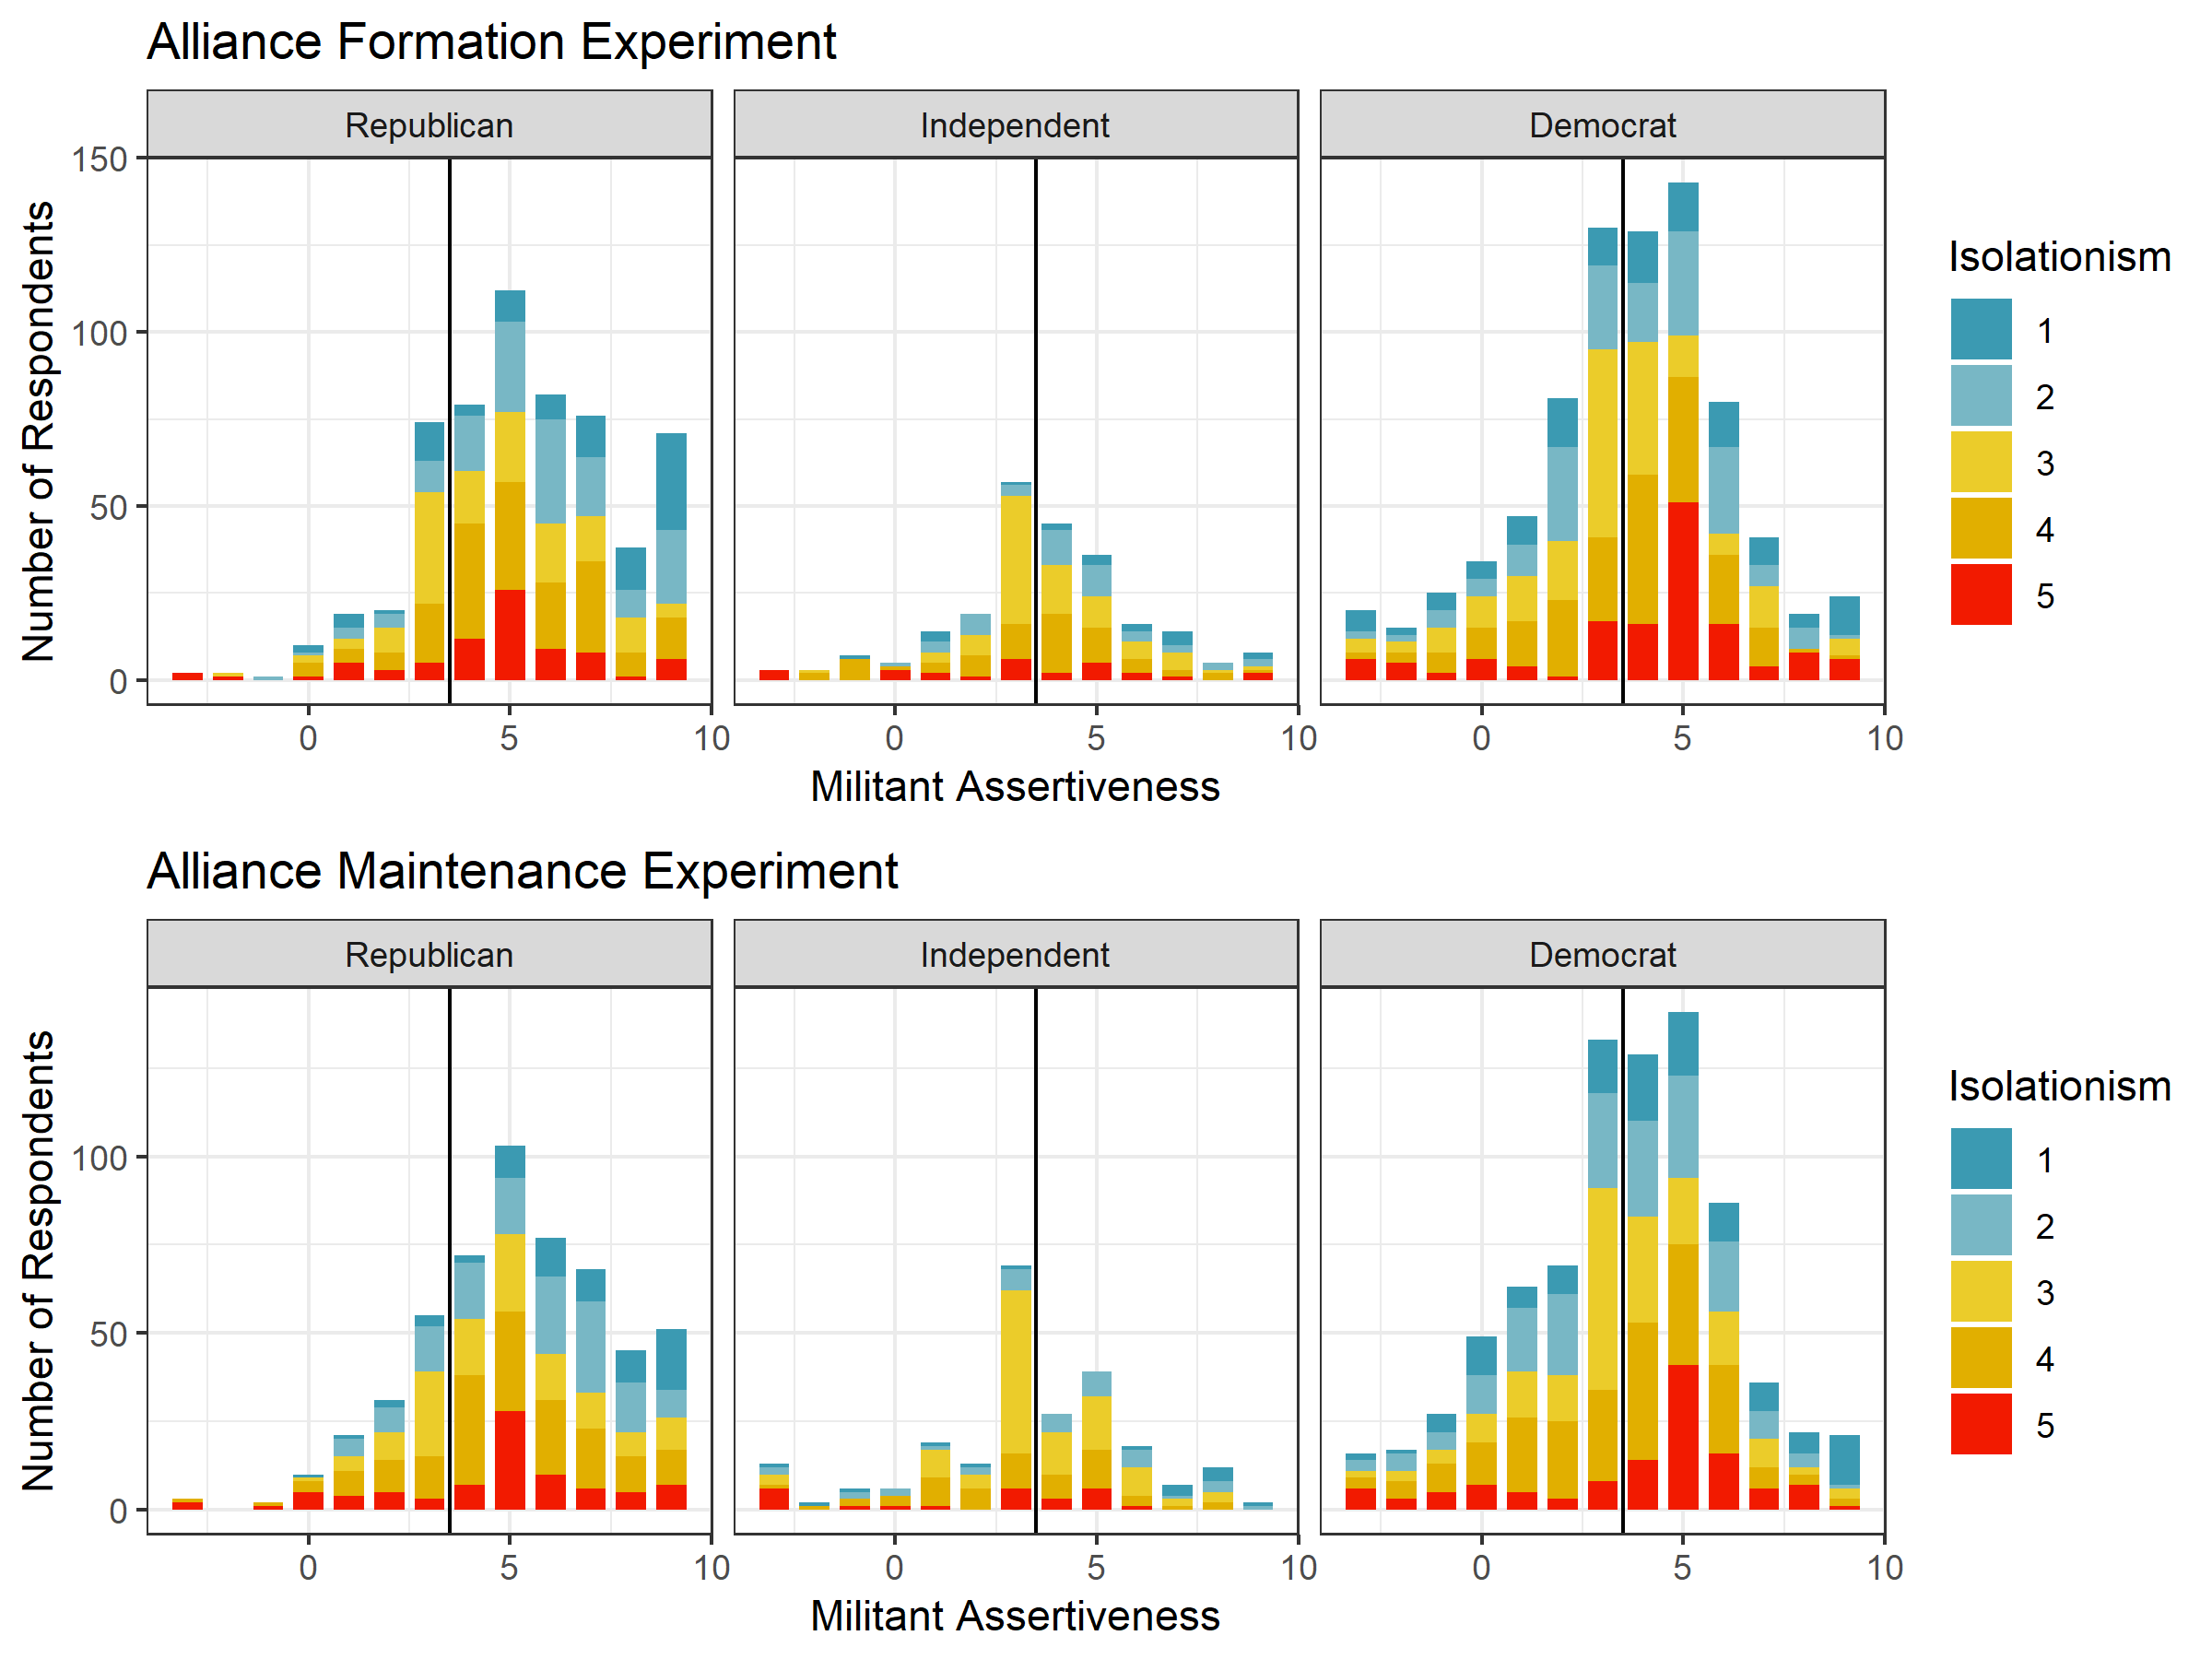 Alliance Formation Experiment
Republican Independent Democrat
150
100
50
0
Number of Respondents
0 5 10 0 5 10 0 5 10
Militant Assertiveness
Isolationism
1
2
3
4
5
Alliance Maintenance Experiment
Republican Independent Democrat
100
50
0
Number of Respondents
0 5 10 0 5 10 0 5 10
Militant Assertiveness
Isolationism
1
2
3
4
5